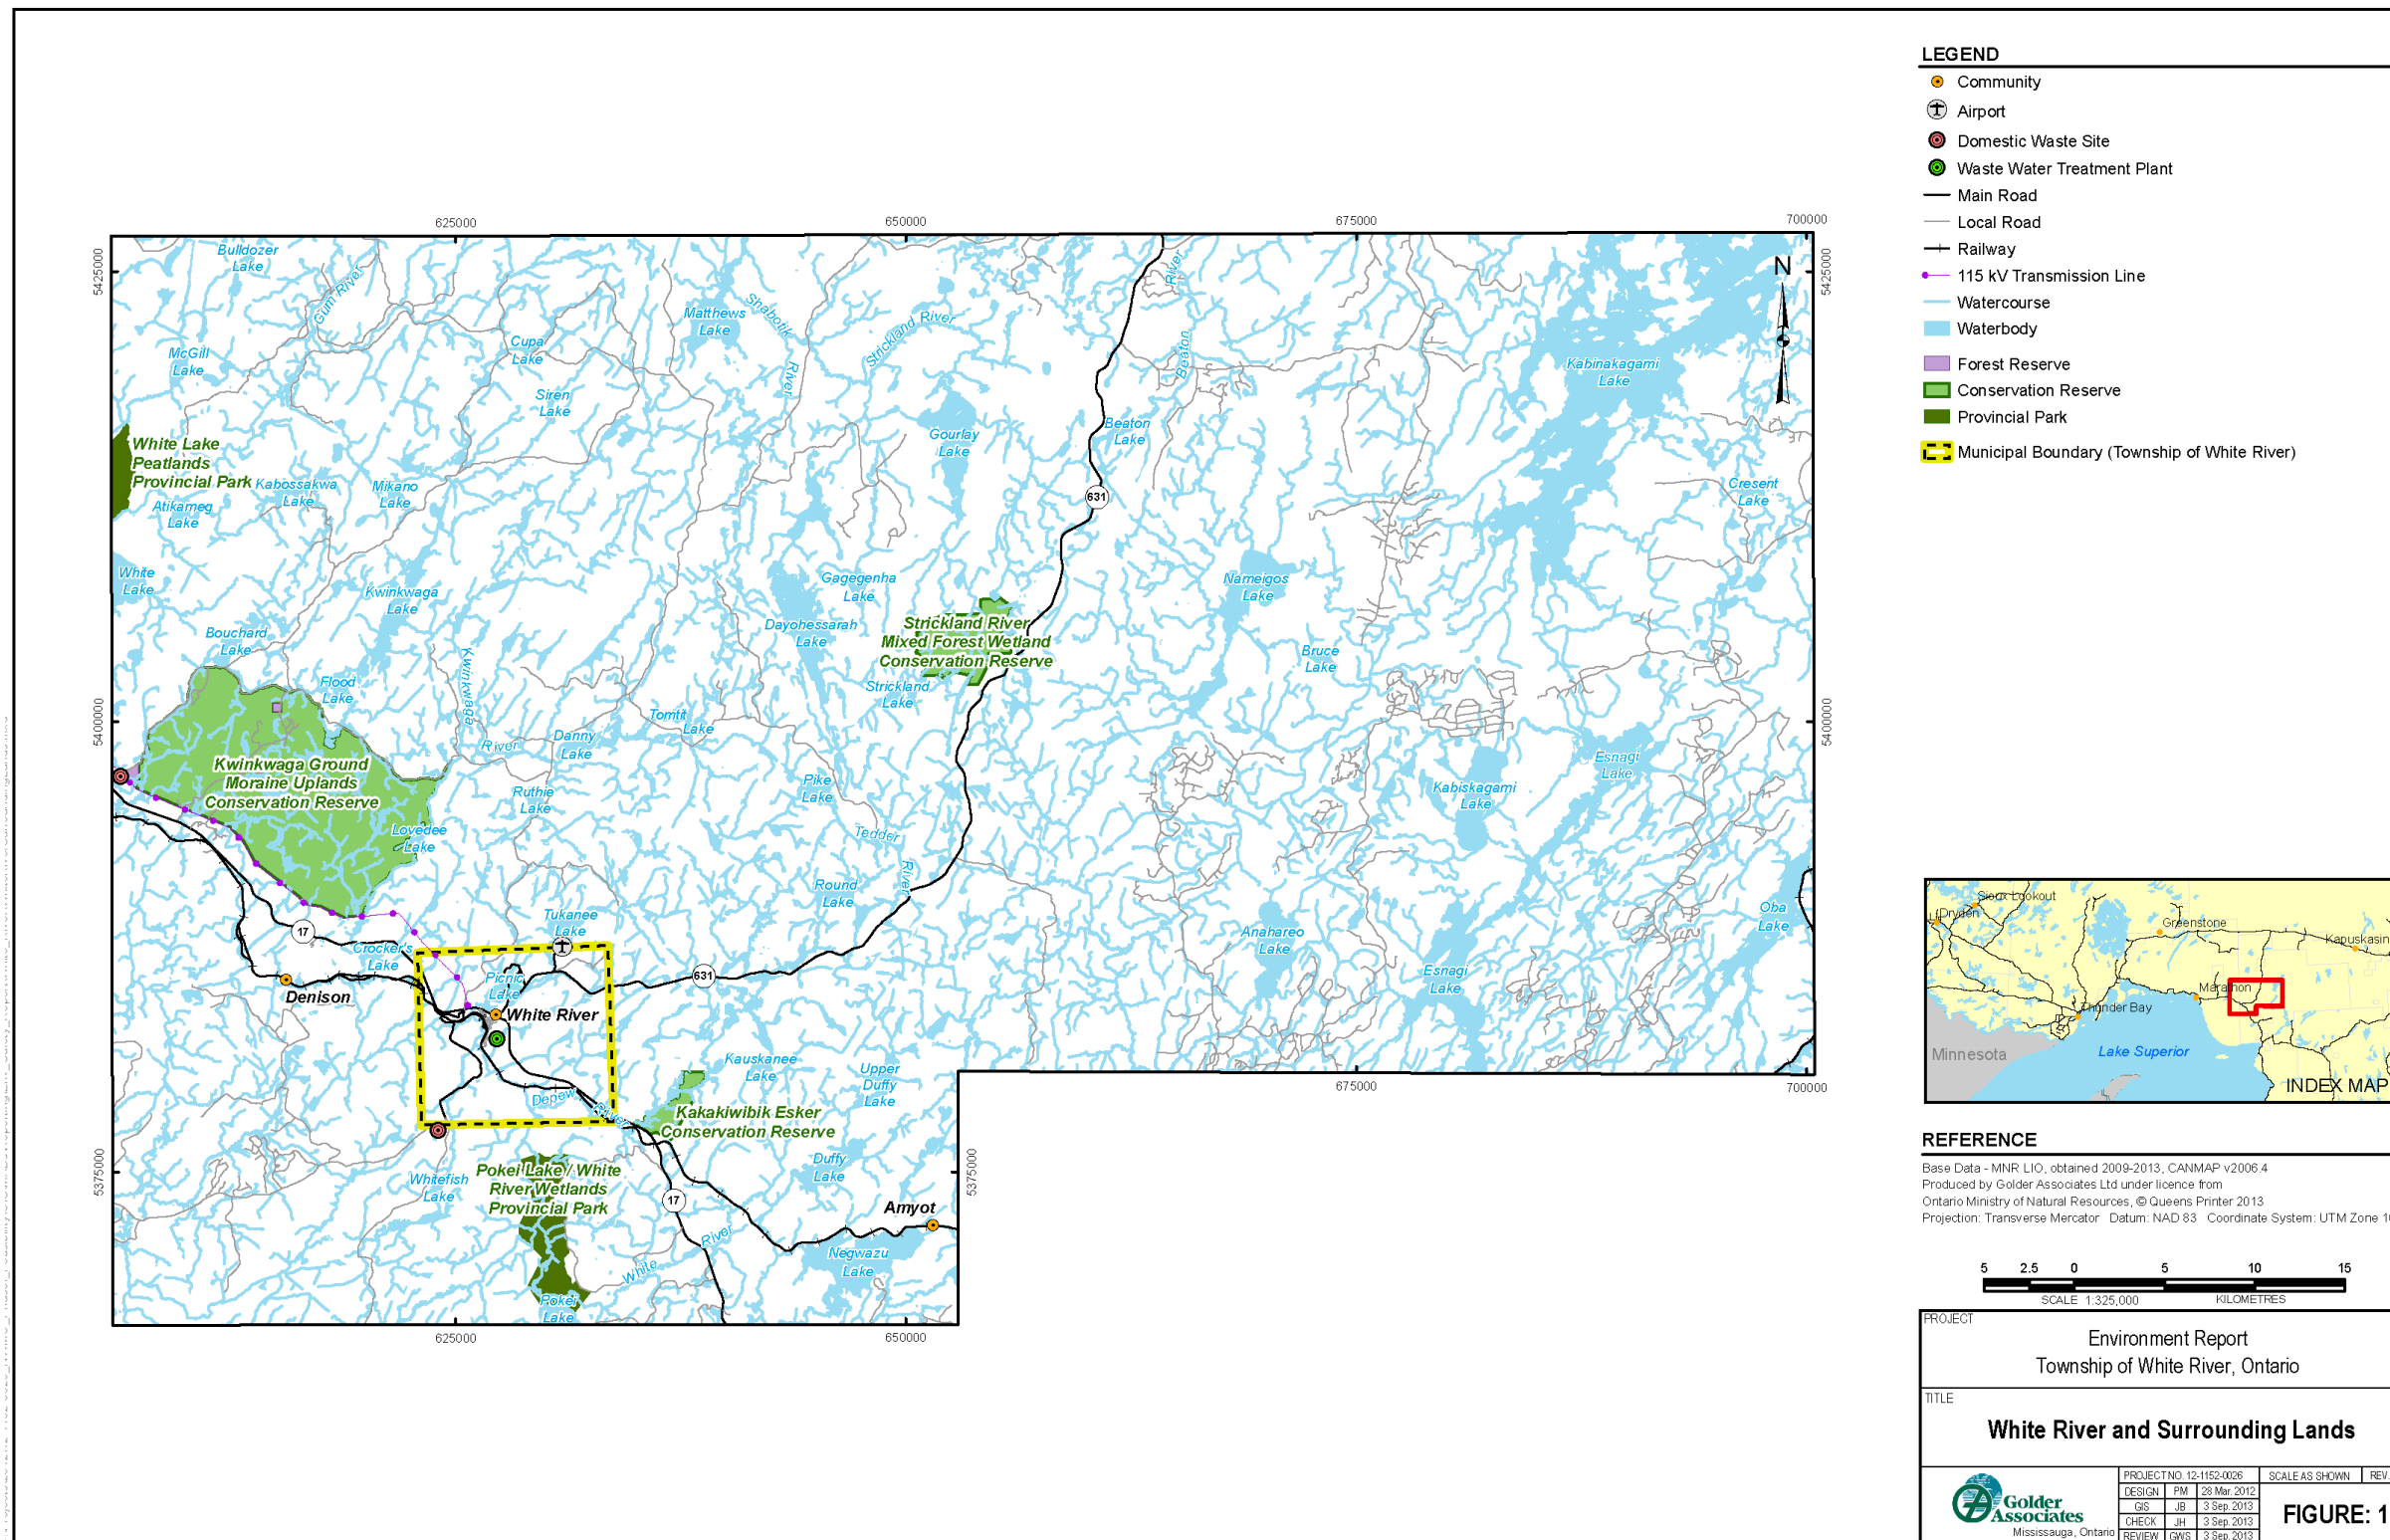 LEGEND
Community
Airport
Domestic Waste Site
Waste Water Treatment Plant
Main Road
Local Road
Railway
115 kV Transmission Line
Watercourse
Waterbody
Forest Reserve
Conservation Reserve
Provincial Park
Municipal Boundary (Township of White River)
625000
650000
675000
700000
5425000
5425000
N
Bulldozer
Lake
Gum River
McGill
Lake
Cupa
Lake
Siren
Lake
Matthews
Lake
Shabotik
River
Strickland River
River
Beaton
Kabinakagami
Lake
Beaton
Lake
Gourlay
Lake
631
White Lake
Peatlands
Provincial Park
Kabossakwa
Lake
Mikano
Lake
Atikameg
Lake
Cresent
Lake
White
Lake
Kwinkwaga
Lake
Gagegenha
Lake
Nameigos
Lake
Dayohessarah
Lake
Strickland River
Mixed Forest Wetland
Conservation Reserve
Bouchard
Lake
Bruce
Lake
Flood
Lake
Kwinkwaga
River
Strickland
Lake
Tomtit
Lake
Danny
Lake
5400000
5400000
Kwinkwaga Ground
Moraine Uplands
Conservation Reserve
Ruthie
Lake
Pike
Lake
Esnagi
Lake
Kabiskagami
Lake
Lovedee
Lake
Tedder
River
Round
Lake
Tukanee
Lake
Oba
Lake
17
Crocker's
Lake
Anahareo
Lake
Esnagi
Lake
Picnic
Lake
631
Denison
White River
Kauskanee
Lake
Upper
Duffy
Lake
Depew
River
Kakakiwibik Esker
Conservation Reserve
675000
700000
5375000
5375000
Whitefish
Lake
Pokei Lake / White
River Wetlands
Provincial Park
Duffy
Lake
17
Amyot
White
River
Negwazu
Lake
Pokei
Lake
625000
650000
Sioux Lookout
Dryden
Greenstone
Kapuskasin
Marathon
Thunder Bay
Minnesota
Lake Superior
INDEX MAP
REFERENCE
Base Data - MNR LIO, obtained 2009-2013, CANMAP v2006.4
Produced by Golder Associates Ltd under licence from
Ontario Ministry of Natural Resources, © Queens Printer 2013
Projection: Transverse Mercator Datum: NAD 83 Coordinate System: UTM Zone 16
5 2.5 0 5 10 15
SCALE 1:325,000 KILOMETRES
PROJECT
Environment Report
Township of White River, Ontario
TITLE
White River and Surrounding Lands
Golder
Associates
Mississauga, Ontario
PROJECT NO. 12-1152-0026 SCALE AS SHOWN REV.
DESIGN PM 28 Mar. 2012
GIS JB 3 Sep. 2013
CHECK JH 3 Sep. 2013
REVIEW GWS 3 Sep. 2013
FIGURE: 1